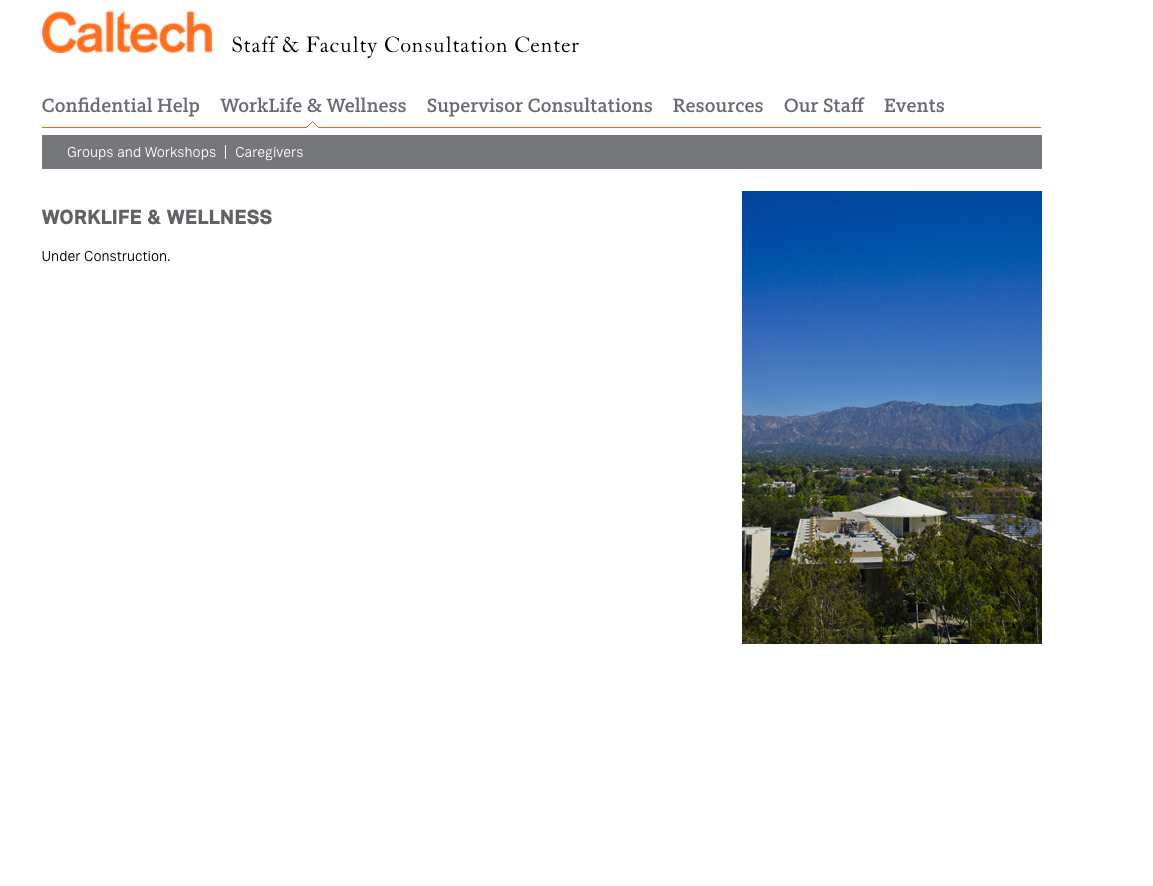 Caltech Staff & Faculty Consultation Center
Confidential Help WorkLife & Wellness Supervisor Consultations Resources Our Staff Events
Groups and Workshops | Caregivers
WORKLIFE & WELLNESS
Under Construction.